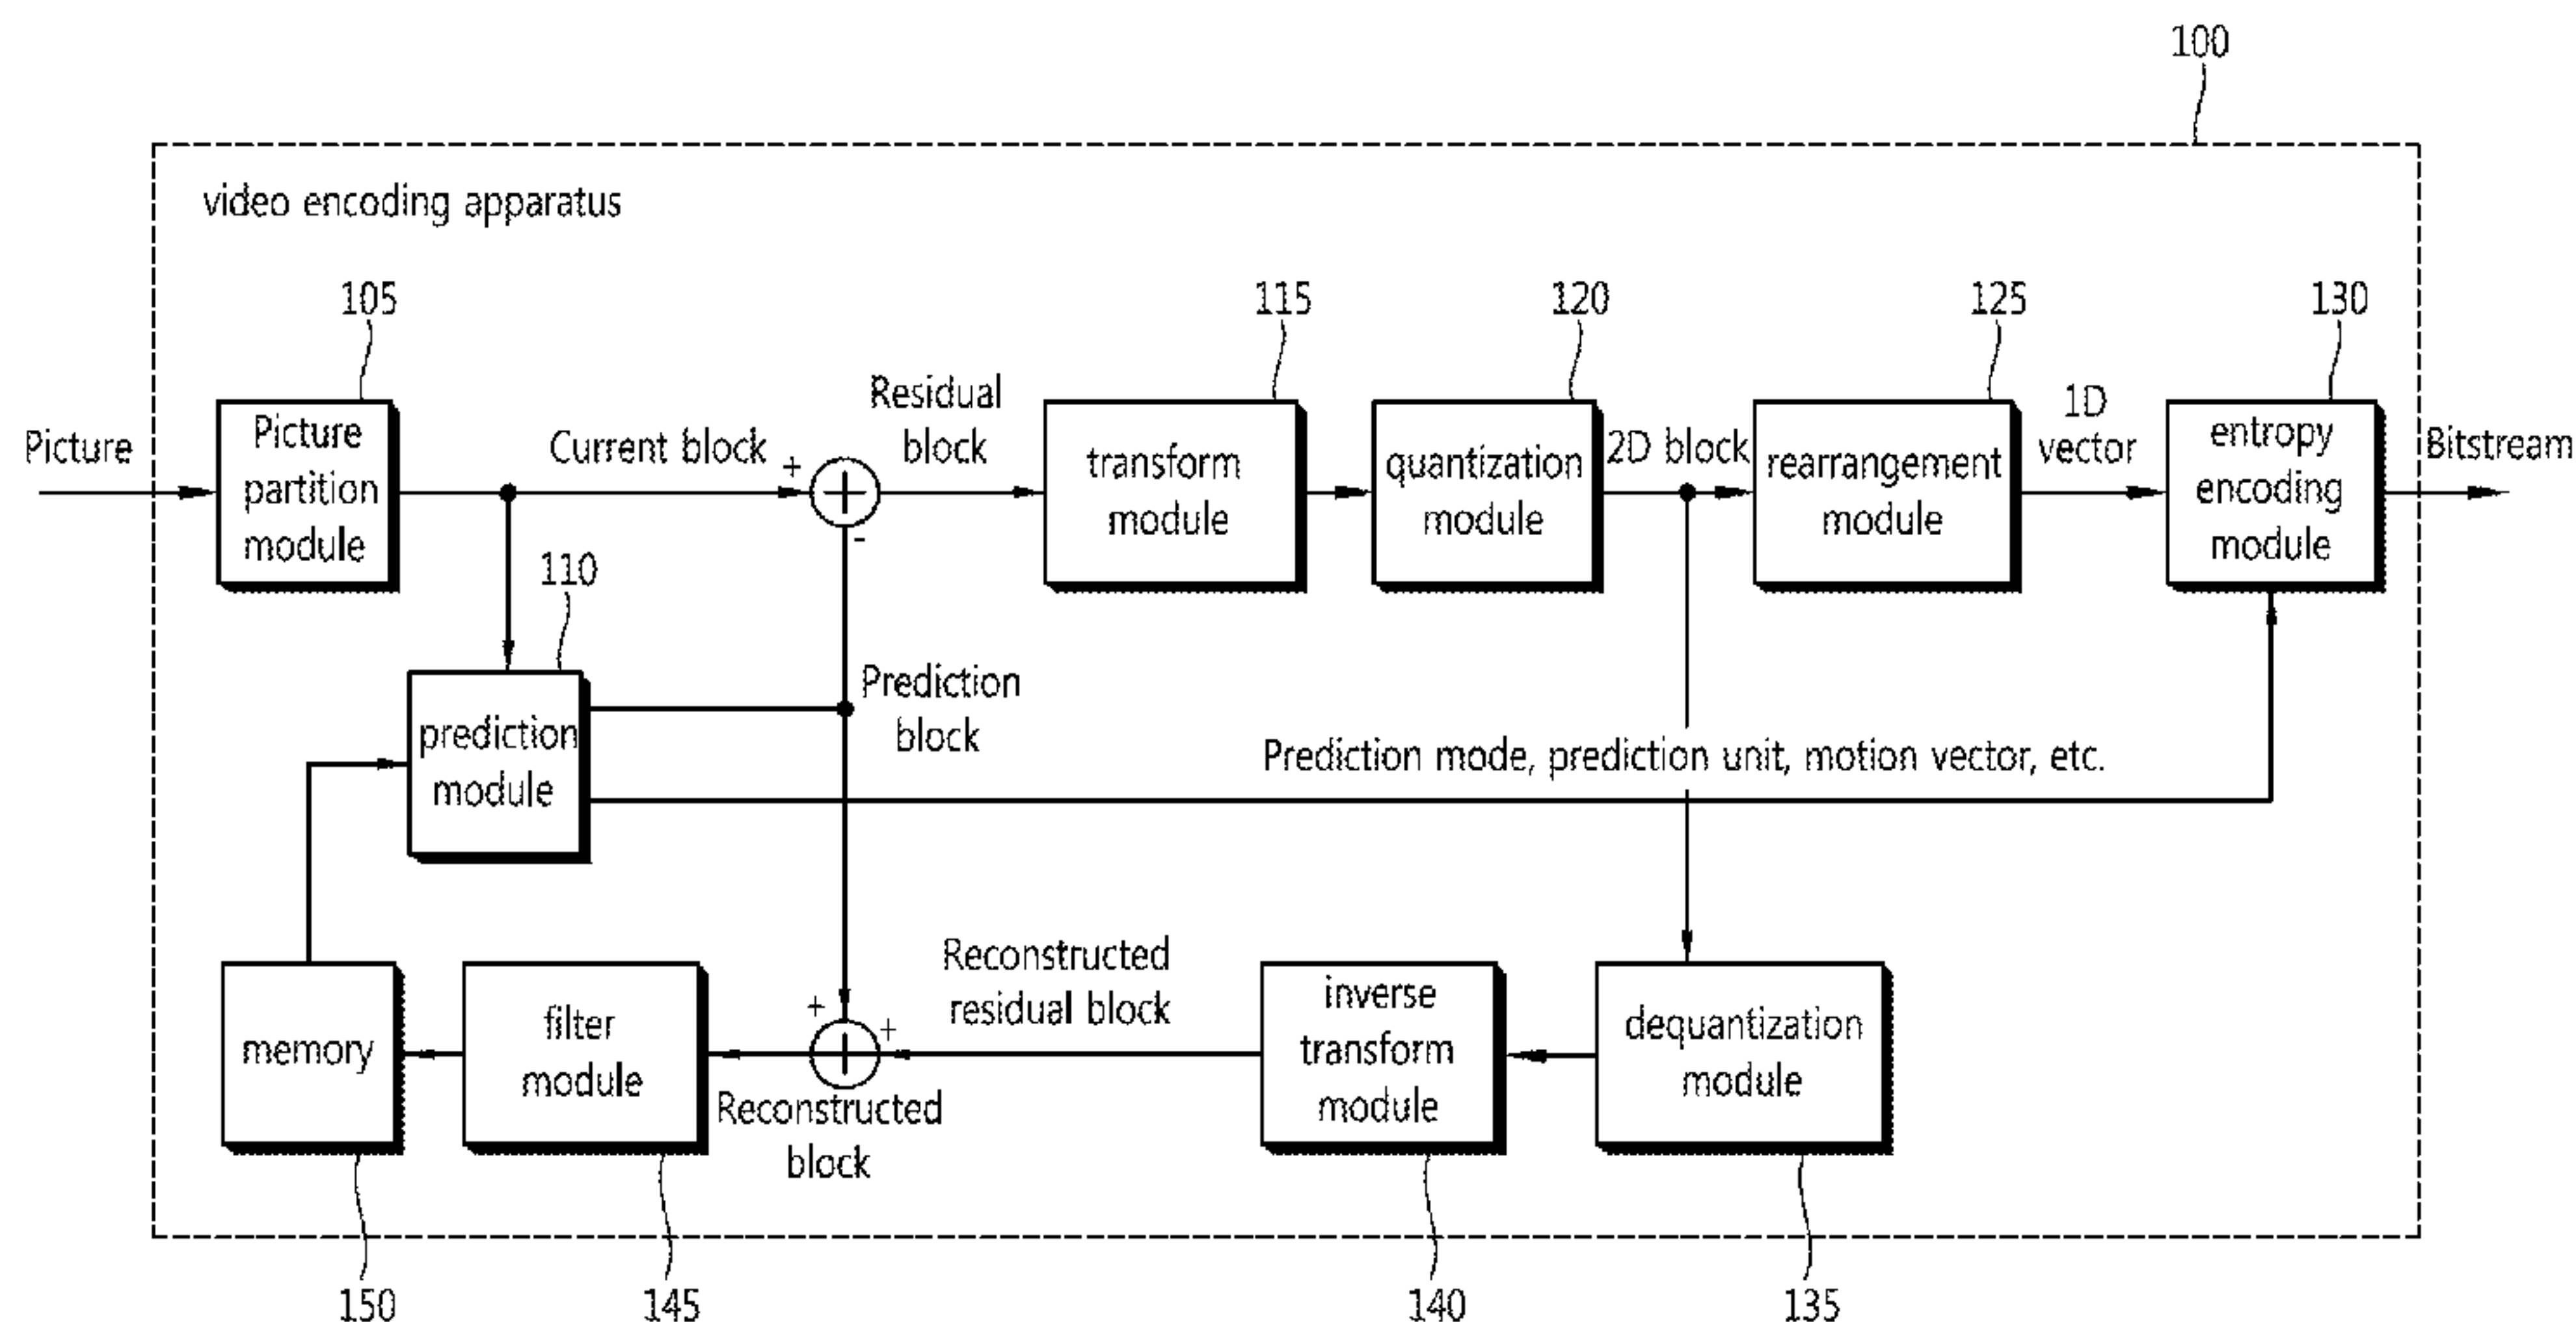 100
video encoding apparatus
105
115
120
125
130
Picture
Picture
partition
module
Current block
+
-
Residual
block
transform
module
quantization
module
2D block
rearrangement
module
1D
vector
entropy
encoding
module
Bitstream
110
prediction
module
Prediction
block
Prediction mode, prediction unit, motion vector, etc.
memory
filter
module
+
+
Reconstructed
block
Reconstructed
residual block
inverse
transform
module
dequantization
module
150
145
140
135